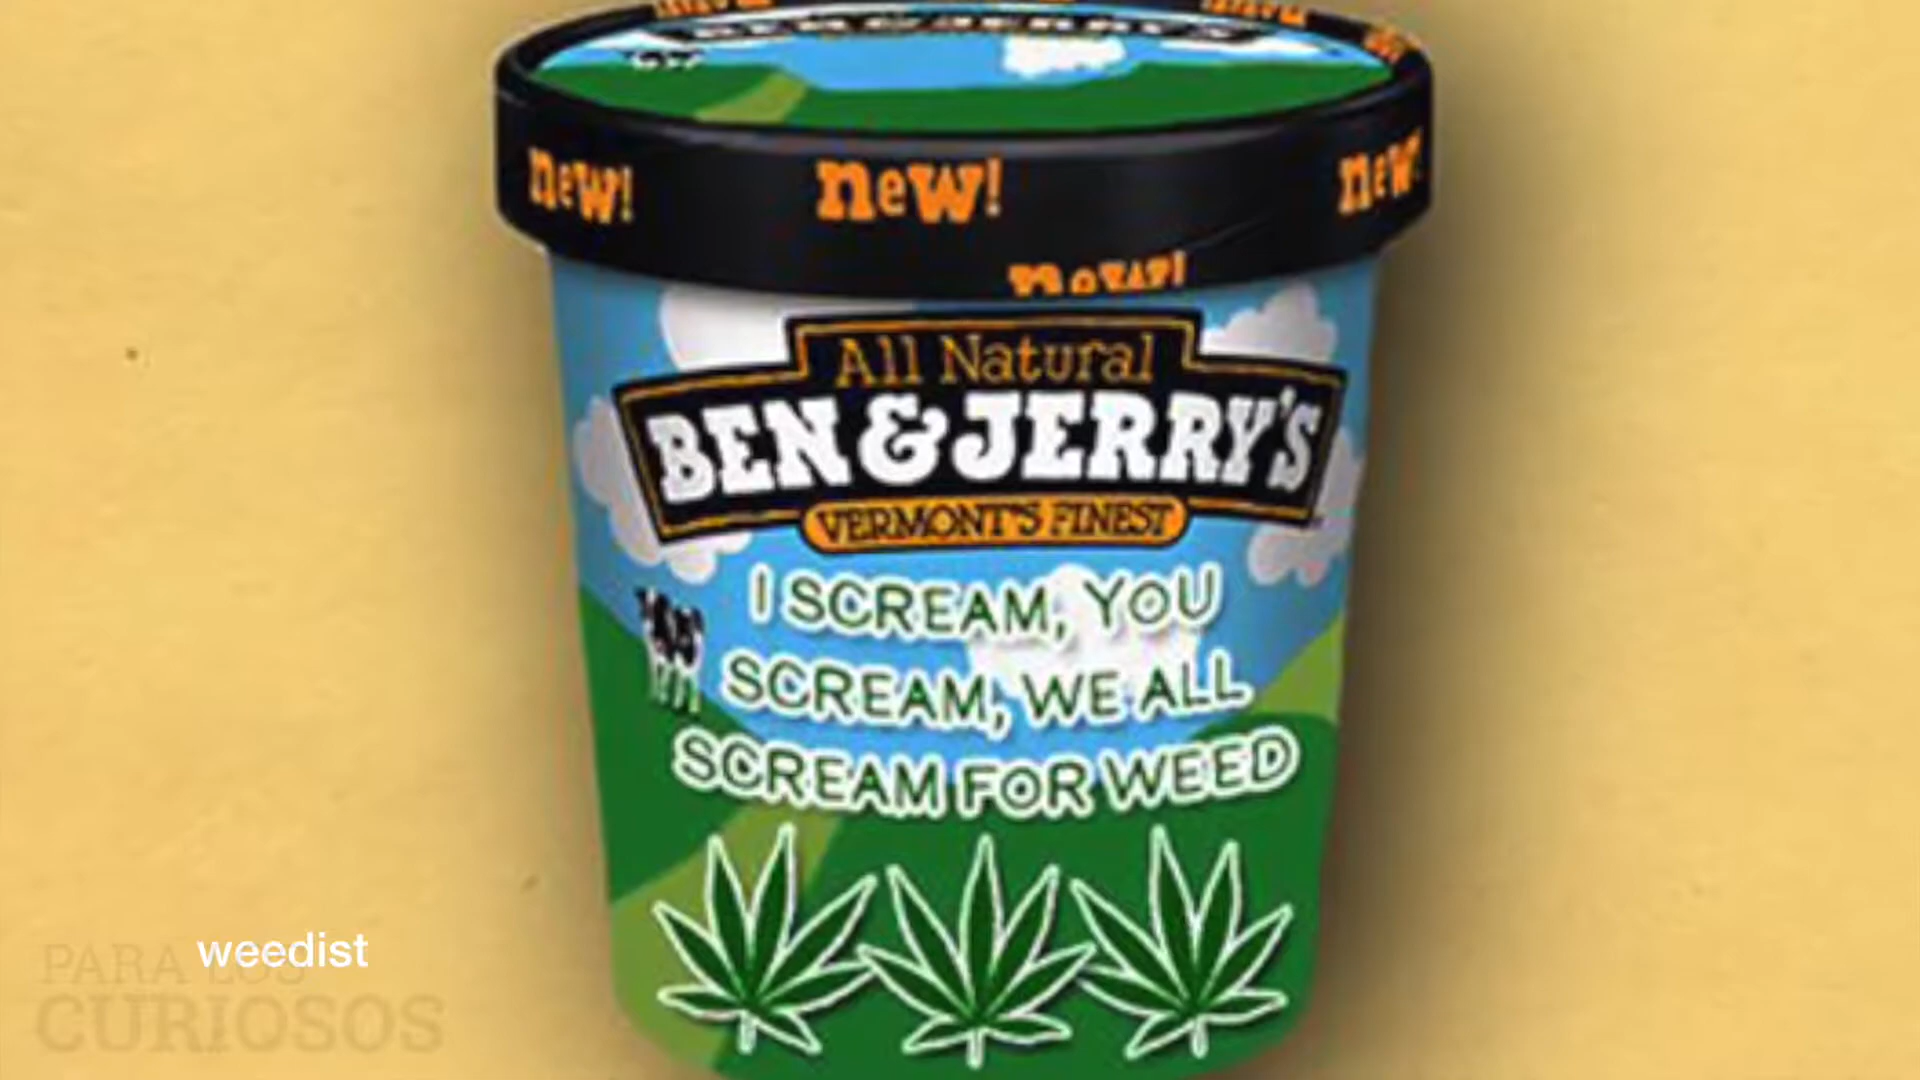 new! new! new!
All Natural
BEN & JERRY'S
VERMONT'S FINEST
I SCREAM, YOU
SCREAM, WE ALL
SCREAM FOR WEED
weedist
PARA LOS
CURIOSOS